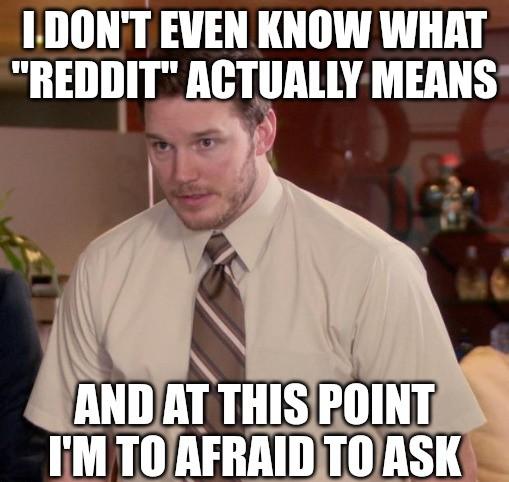 I DON'T EVEN KNOW WHAT
"REDDIT" ACTUALLY MEANS
AND AT THIS POINT
I'M TO AFRAID TO ASK